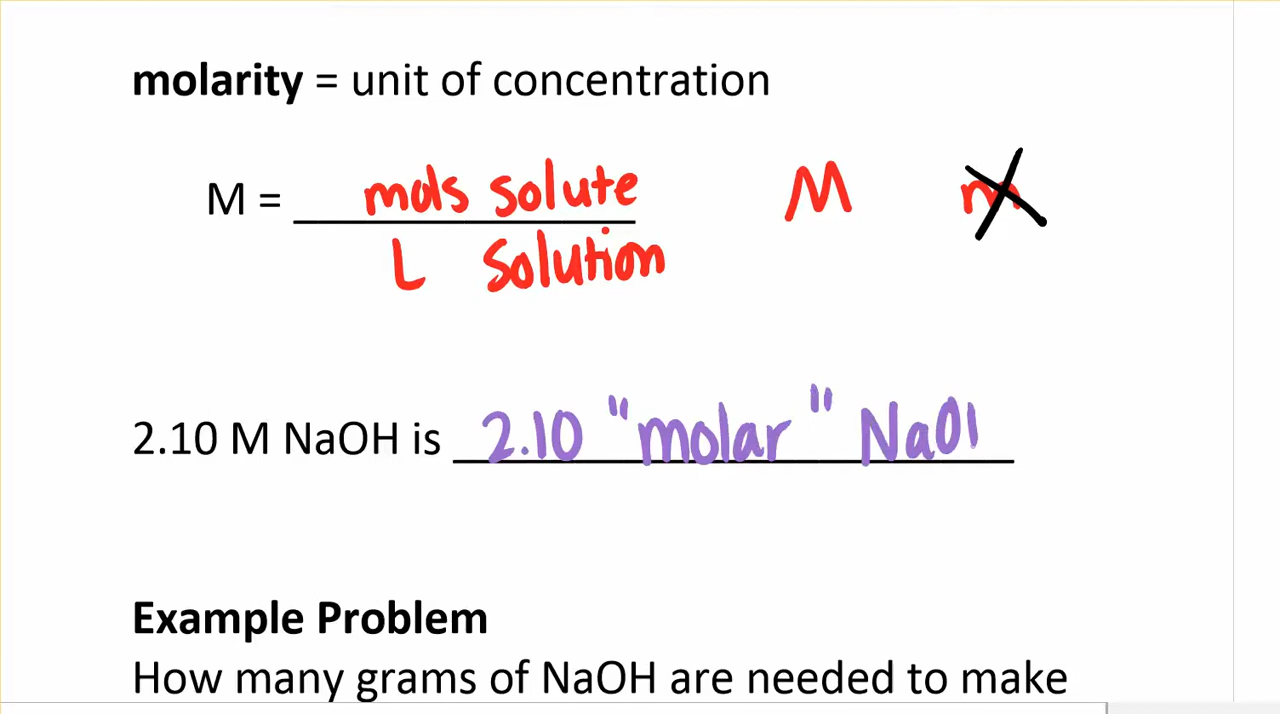 molarity = unit of concentration
M = mols solute M m
L solution
2.10 M NaOH is 2.10 "molar" NaOl
Example Problem
How many grams of NaOH are needed to make